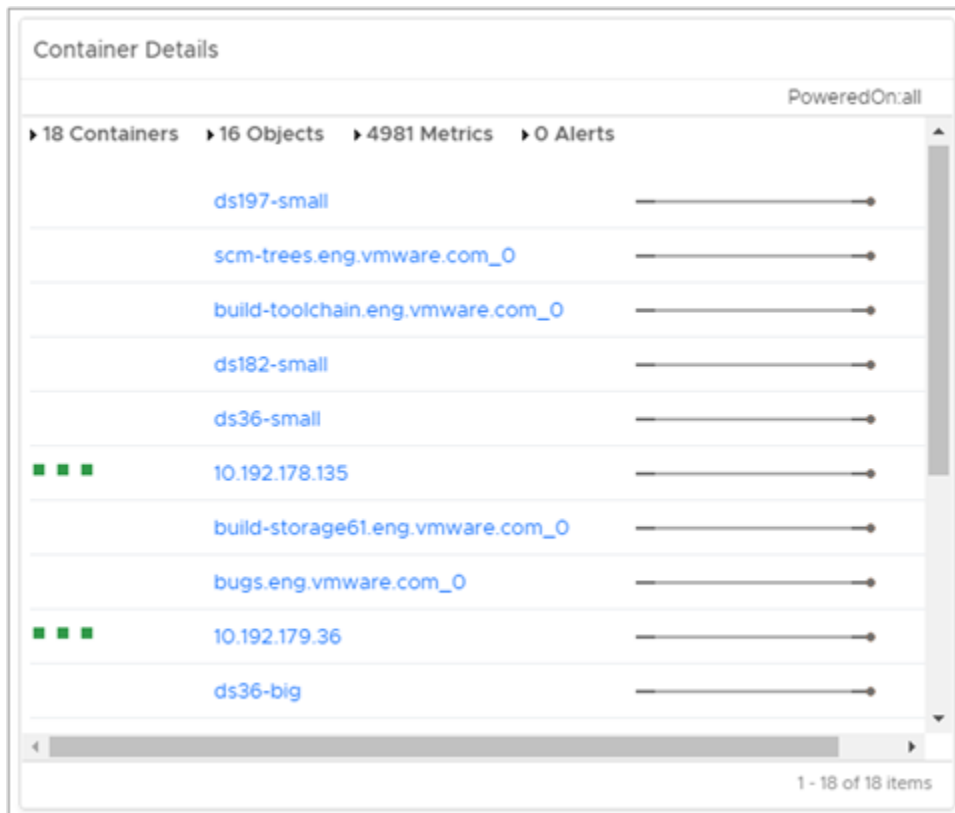 Container Details
PoweredOn:all
18 Containers 16 Objects 4981 Metrics 0 Alerts
ds197-small
scm-trees.eng.vmware.com_0
build-toolchain.eng.vmware.com_0
ds182-small
ds36-small
10.192.178.135
build-storage61.eng.vmware.com_0
bugs.eng.vmware.com_0
10.192.179.36
ds36-big
1 - 18 of 18 items